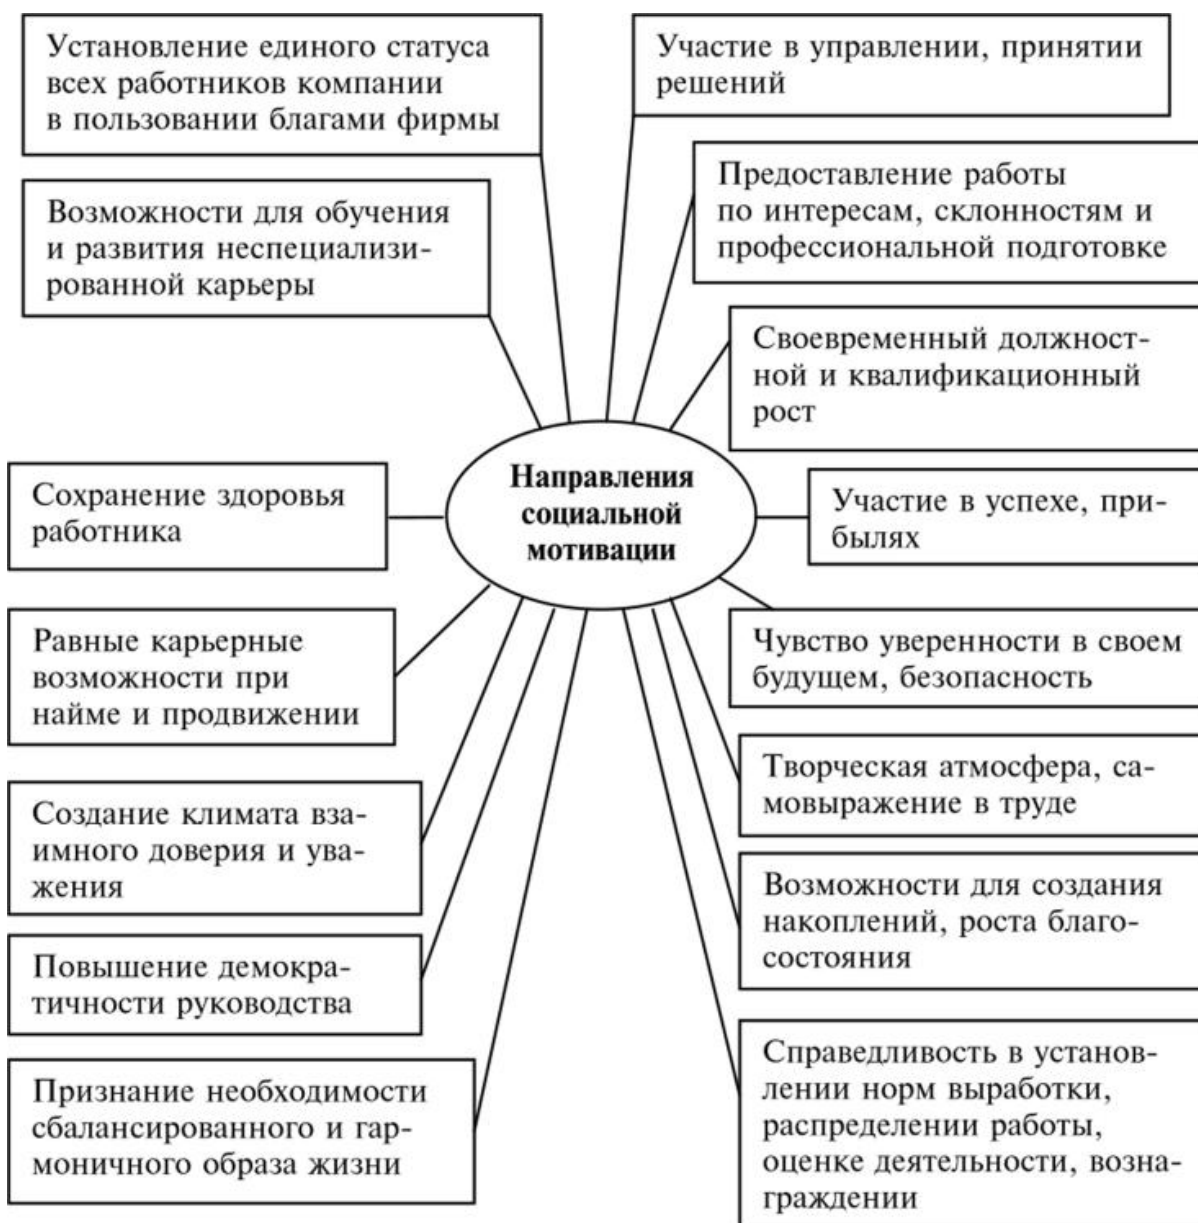 Установление единого статуса
всех работников компании
в пользовании благами фирмы
Возможности для обучения
и развития неспециализи-
рованной карьеры
Сохранение здоровья
работника
Равные карьерные
возможности при
найме и продвижении
Создание климата вза-
имного доверия и ува-
жения
Повышение демокра-
тичности руководства
Признание необходимости
сбалансированного и гар-
моничного образа жизни
Направления
социальной
мотивации
Участие в управлении, принятии
решений
Предоставление работы
по интересам, склонностям и
профессиональной подготовке
Своевременный должност-
ной и квалификационный
рост
Участие в успехе, при-
былях
Чувство уверенности в своем
будущем, безопасность
Творческая атмосфера, са-
мовыражение в труде
Возможности для создания
накоплений, роста благо-
состояния
Справедливость в установ-
лении норм выработки,
распределении работы,
оценке деятельности, возна-
граждении